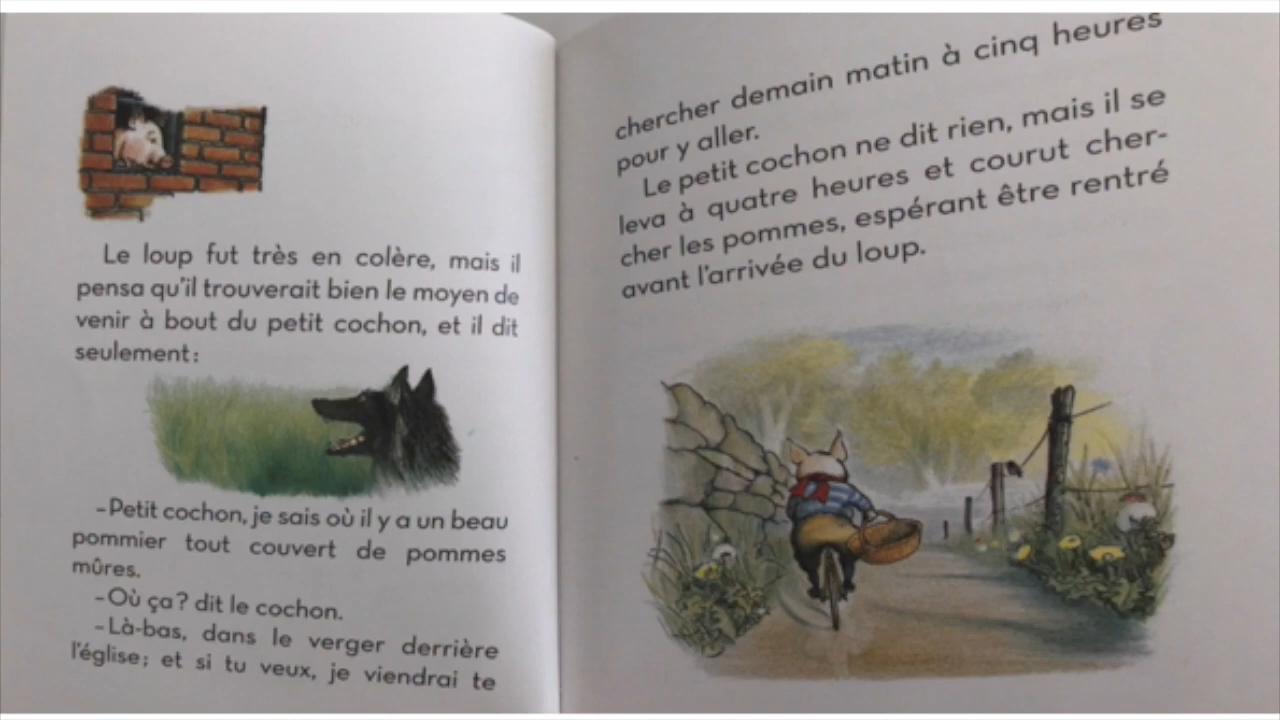 Le loup fut très en colère, mais il
pensa qu'il trouverait bien le moyen de
venir à bout du petit cochon, et il dit
seulement :
– Petit cochon, je sais où il y a un beau
pommier tout couvert de pommes
mûres.
– Où ça ? dit le cochon.
– Là-bas, dans le verger derrière
l'église ; et si tu veux, je viendrai te
chercher demain matin à cinq heures
pour y aller.
Le petit cochon ne dit rien, mais il se
leva à quatre heures et courut cher-
cher les pommes, espérant être rentré
avant l'arrivée du loup.